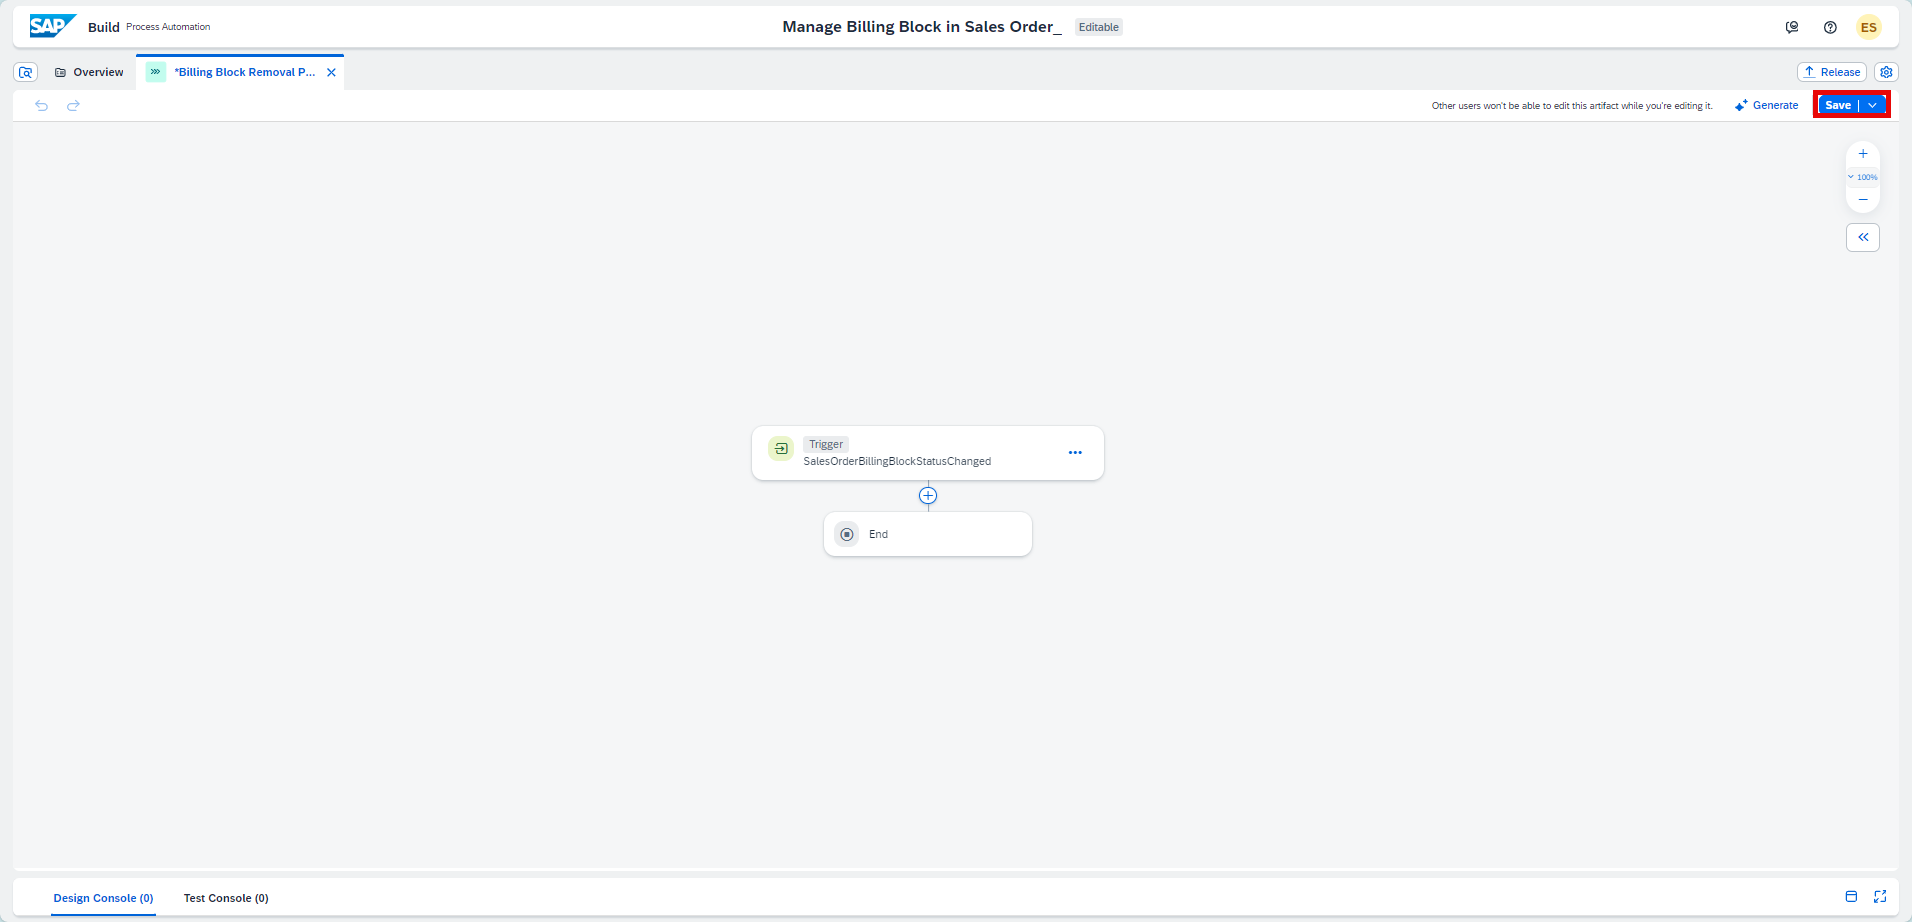 SAP Build Process Automation
Manage Billing Block in Sales Order_ Editable
ES
Overview
*Billing Block Removal P...
Release
Other users won't be able to edit this artifact while you're editing it.
Generate
Save
100%
Trigger
SalesOrderBillingBlockStatusChanged
End
Design Console (0)
Test Console (0)